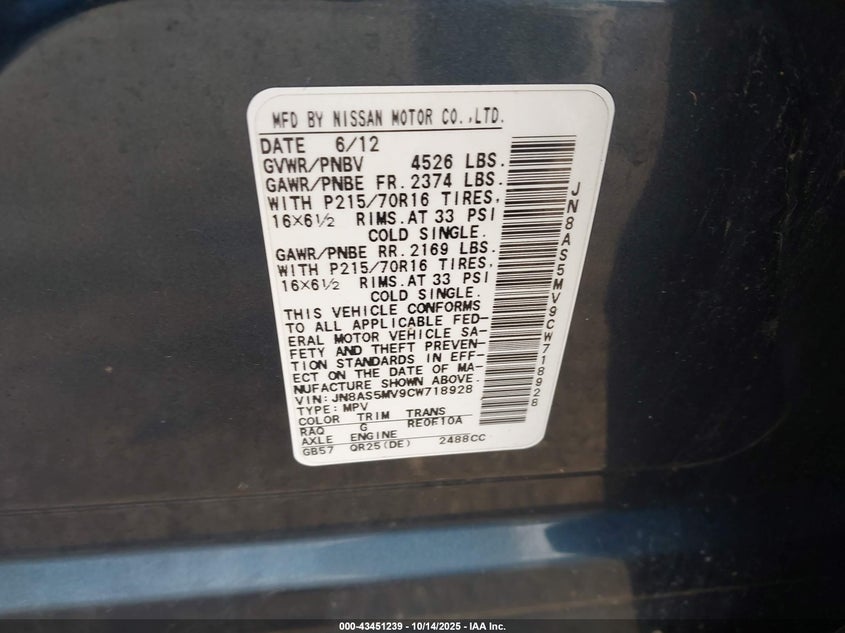 MFD BY NISSAN MOTOR CO.,LTD.
DATE 6/12
GVWR/PNBV 4526 LBS.
GAWR/PNBE FR. 2374 LBS.
WITH P215/70R16 TIRES,
16×6½ RIMS.AT 33 PSI
COLD SINGLE.
GAWR/PNBE RR. 2169 LBS.
WITH P215/70R16 TIRES,
16×6½ RIMS.AT 33 PSI
COLD SINGLE.
THIS VEHICLE CONFORMS
TO ALL APPLICABLE FED-
ERAL MOTOR VEHICLE SA-
FETY AND THEFT PREVEN-
TION STANDARDS IN EFF-
ECT ON THE DATE OF MA-
NUFACTURE SHOWN ABOVE.
VIN: JN8AS5MV9CW718928
TYPE: MPV
COLOR TRIM TRANS
RAQ G RE0F10A
AXLE ENGINE
GB57 QR25(DE) 2488CC
JN8AS5MV9CW718928
000-43451239 - 10/14/2025 - IAA Inc.